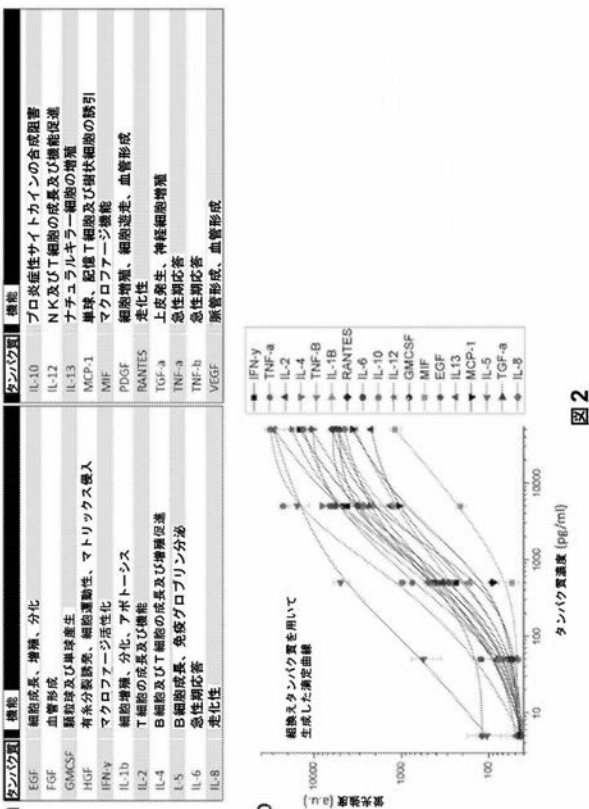 タンパク質 機能
EGF 細胞成長、増殖、分化
FGF 血管形成
GMCSF 顆粒球及び単球産生
HGF 有糸分裂誘発、細胞運動性、マトリックス侵入
IFN-γ マクロファージ活性化
IL-1b 細胞増殖、分化、アポトーシス
IL-2 T細胞の成長及び機能
IL-4 B細胞及びT細胞の成長及び増殖促進
IL-5 B細胞成長、免疫グロブリン分泌
IL-6 急性期応答
IL-8 走化性
タンパク質 機能
IL-10 プロ炎症性サイトカインの合成阻害
IL-12 NK及びT細胞の成長及び機能促進
IL-13 ナチュラルキラー細胞の増殖
MCP-1 単球、記憶T細胞及び樹状細胞の誘引
MIF マクロファージ機能
PDGF 細胞増殖、細胞遊走、血管形成
RANTES 走化性
TGF-a 上皮発生、神経細胞増殖
TNF-a 急性期応答
TNF-b 急性期応答
VEGF 脈管形成、血管形成
組換えタンパク質を用いて
生成した滴定曲線
蛍光強度 (a.u.)
10000
1000
100
10
100
1000
10000
タンパク質濃度 (pg/ml)
IFN-y
TNF-a
IL-2
IL-4
TNF-B
IL-1B
RANTES
IL-6
IL-10
IL-12
GMCSF
MIF
EGF
IL13
MCP-1
IL-5
TGF-a
IL-8
図2